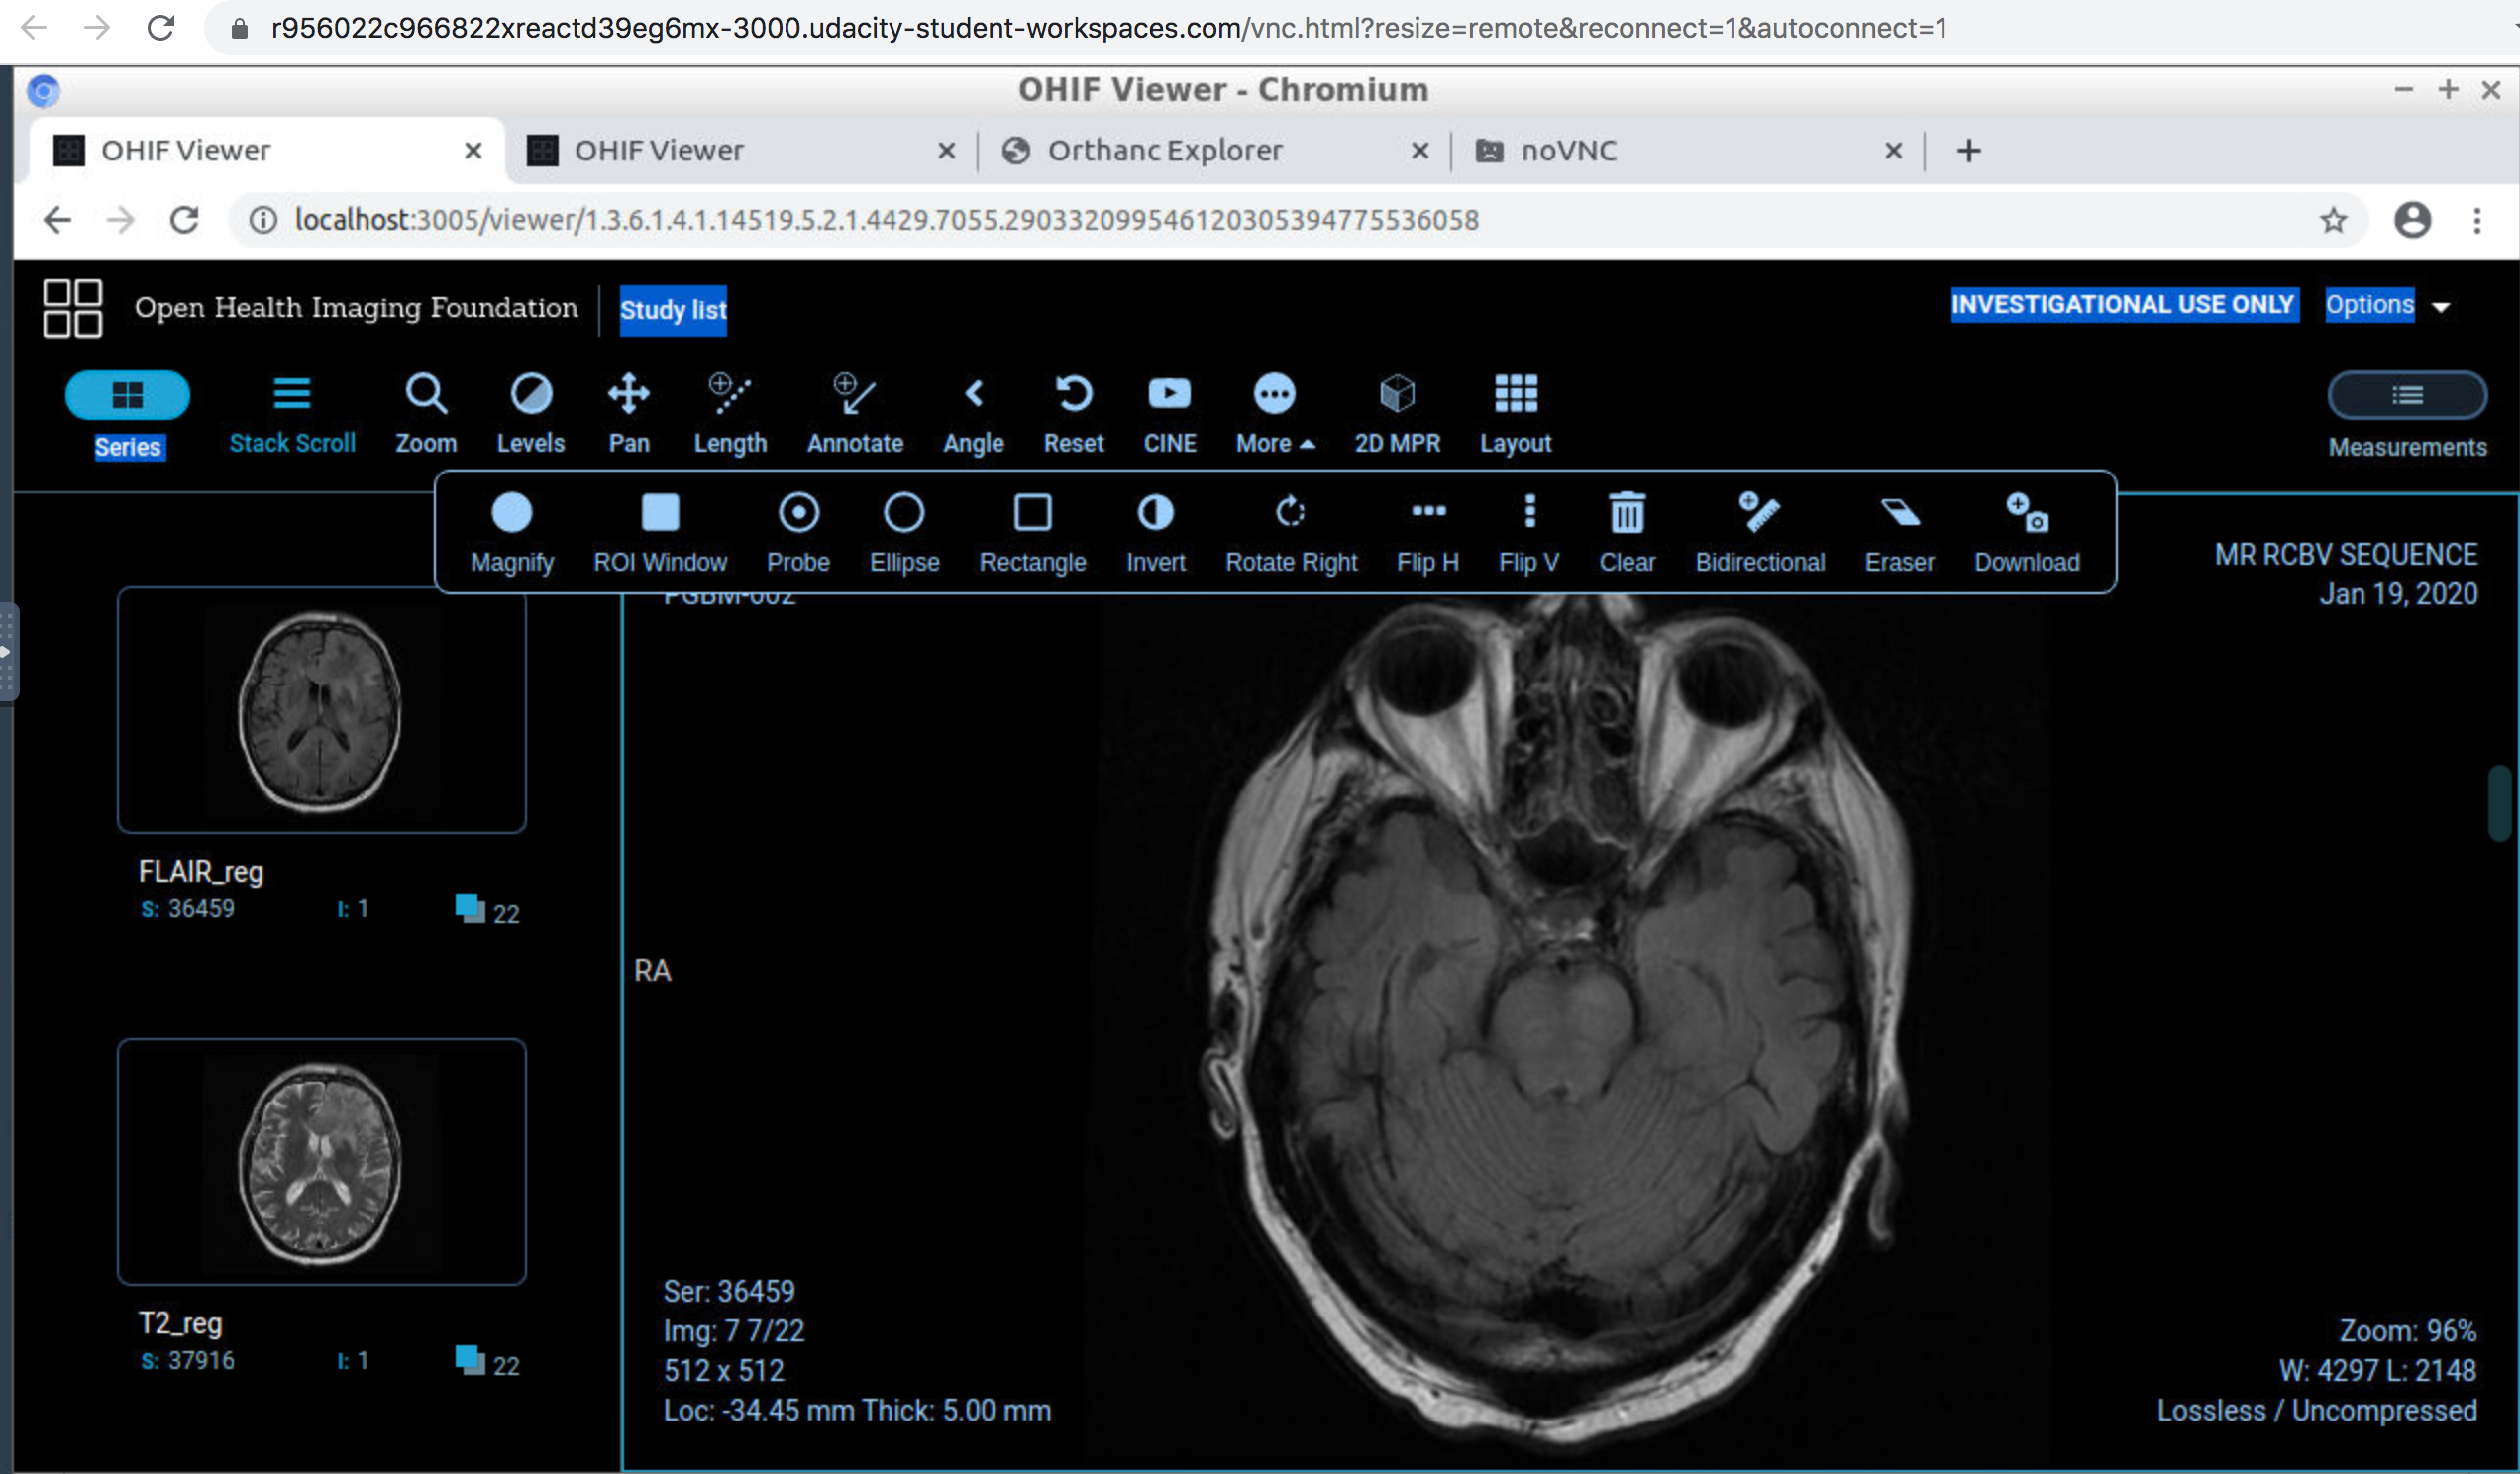 r956022c966822xreactd39eg6mx-3000.udacity-student-workspaces.com/vnc.html?resize=remote&reconnect=1&autoconnect=1
OHIF Viewer - Chromium
OHIF Viewer
OHIF Viewer
Orthanc Explorer
noVNC
localhost:3005/viewer/1.3.6.1.4.1.14519.5.2.1.4429.7055.290332099546120305394775536058
Open Health Imaging Foundation
Study list
INVESTIGATIONAL USE ONLY
Options
Series
Stack Scroll
Zoom
Levels
Pan
Length
Annotate
Angle
Reset
CINE
More
2D MPR
Layout
Measurements
Magnify
ROI Window
Probe
Ellipse
Rectangle
Invert
Rotate Right
Flip H
Flip V
Clear
Bidirectional
Eraser
Download
PGBM-002
MR RCBV SEQUENCE
Jan 19, 2020
FLAIR_reg
S: 36459 I: 1 22
RA
T2_reg
S: 37916 I: 1 22
Ser: 36459
Img: 7 7/22
512 x 512
Loc: -34.45 mm Thick: 5.00 mm
Zoom: 96%
W: 4297 L: 2148
Lossless / Uncompressed